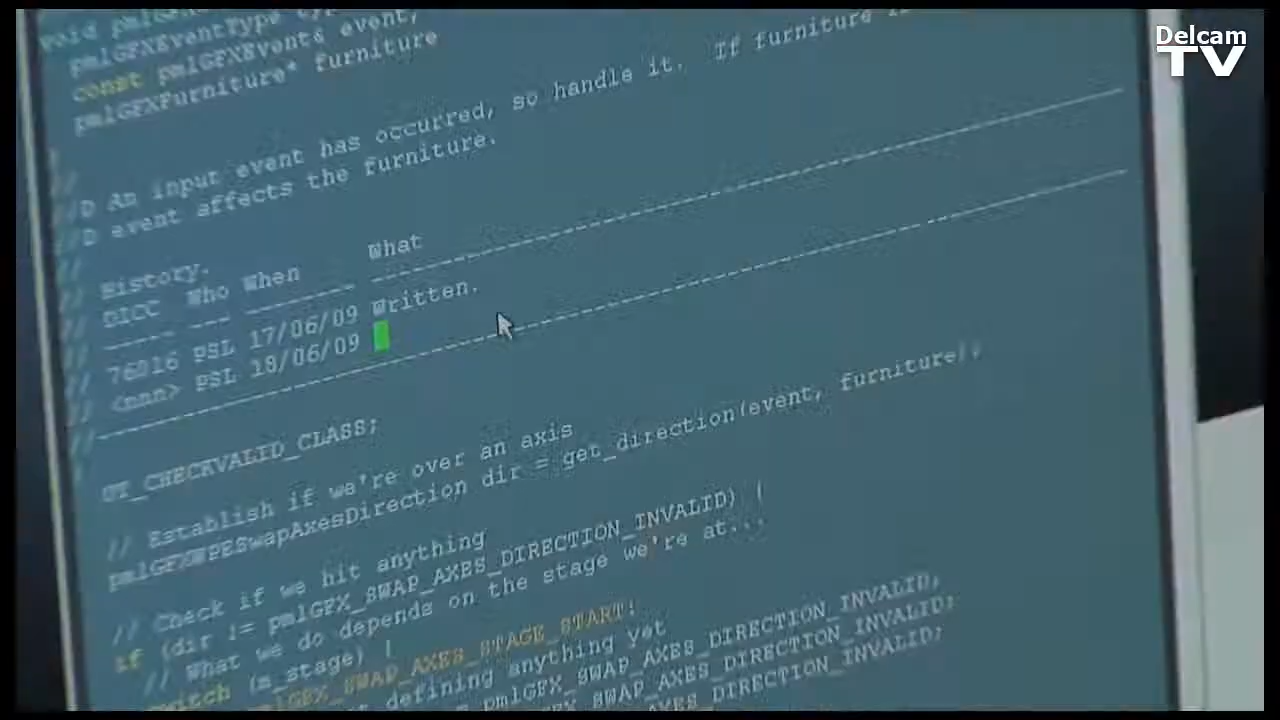 Delcam
TV
void
pmlGFXEventType
const pmlGFXEvent& event,
pmlGFXFurniture* furniture
//
//D An input event has occurred, so handle it. If furniture
//D event affects the furniture.
//
// History.
// DICC Who When What
// ---- --- -------- ----------
// 76016 PSL 17/06/09 Written.
// <nnn> PSL 18/06/09
//----------
UT_CHECKVALID_CLASS;
// Establish if we're over an axis
pmlGFXWPESwapAxesDirection dir = get_direction(event, furniture);
// Check if we hit anything
if (dir != pmlGFX_SWAP_AXES_DIRECTION_INVALID) {
// What we do depends on the stage we're at...
switch (m_stage) {
pmlGFX_SWAP_AXES_STAGE_START:
defining anything yet
pmlGFX_SWAP_AXES_DIRECTION_INVALID,
SWAP_AXES_DIRECTION_INVALID;
AXES_DIRECTION_INVALID;